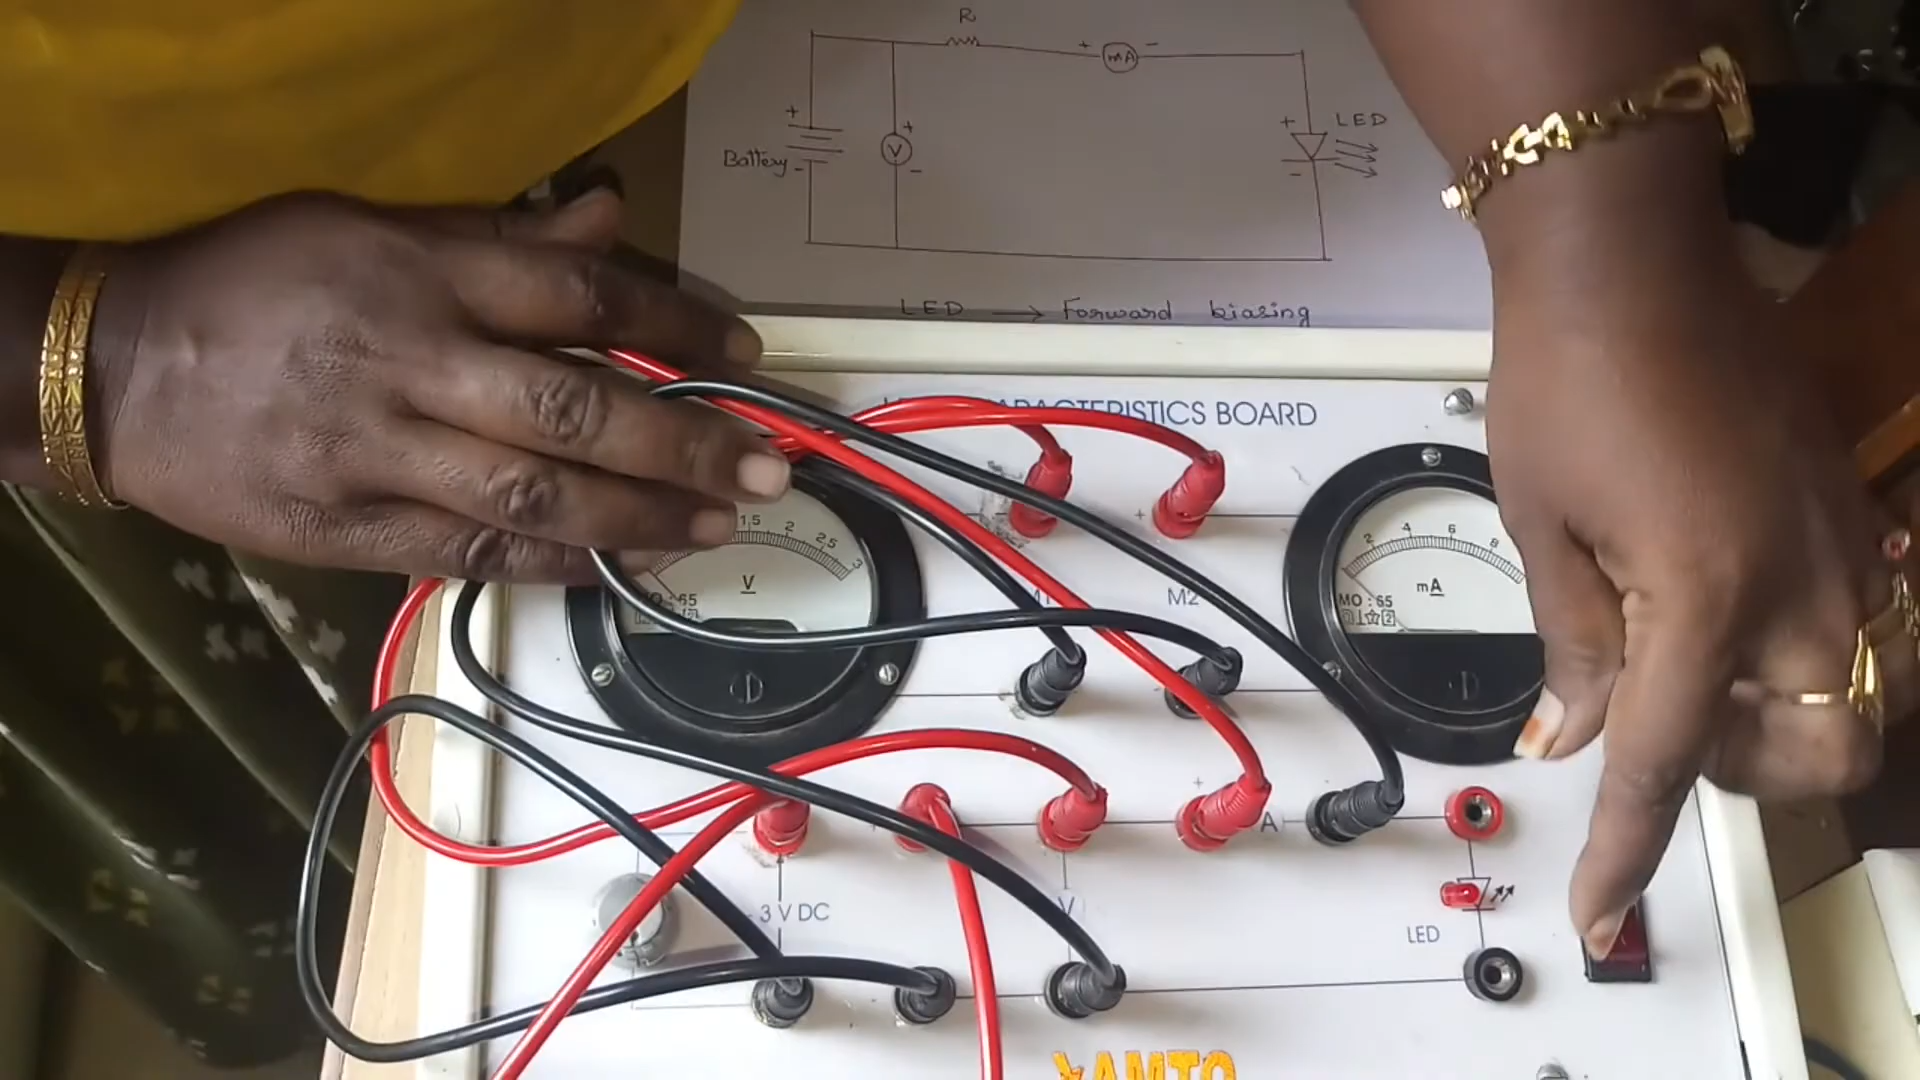 R
+ mA -
+ LED
+
+
Battery
V
-
-
-
LED → Forward biasing
CHARACTERISTICS BOARD
+
1.5 2 2.5 3
2 4 6 8
V
mA
MO : 65
MO : 65
M1
M2
+
A
3 V DC
V
LED